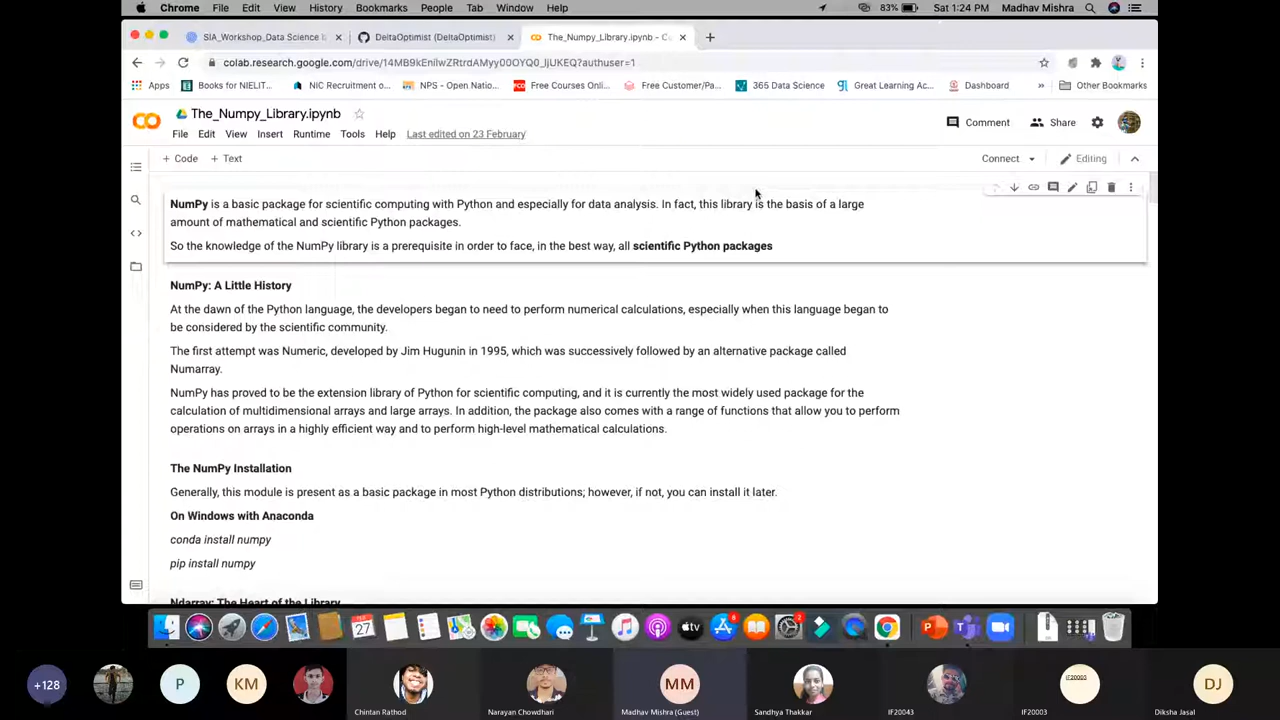 Chrome File Edit View History Bookmarks People Tab Window Help 83% Sat 1:24 PM Madhav Mishra
SIA_Workshop_Data Science b DeltaOptimist (DeltaOptimist) The_Numpy_Library.ipynb - Co
colab.research.google.com/drive/
Apps Books for NIELIT... NIC Recruitment o... NPS - Open Natio... Free Courses Onli... Free Customer/Pa... 365 Data Science Great Learning Ac... Dashboard » Other Bookmarks
The_Numpy_Library.ipynb
Comment Share
File Edit View Insert Runtime Tools Help Last edited on 23 February
+ Code + Text Connect Editing
NumPy is a basic package for scientific computing with Python and especially for data analysis. In fact, this library is the basis of a large
amount of mathematical and scientific Python packages.
So the knowledge of the NumPy library is a prerequisite in order to face, in the best way, all scientific Python packages
NumPy: A Little History
At the dawn of the Python language, the developers began to need to perform numerical calculations, especially when this language began to
be considered by the scientific community.
The first attempt was Numeric, developed by Jim Hugunin in 1995, which was successively followed by an alternative package called
Numarray.
NumPy has proved to be the extension library of Python for scientific computing, and it is currently the most widely used package for the
calculation of multidimensional arrays and large arrays. In addition, the package also comes with a range of functions that allow you to perform
operations on arrays in a highly efficient way and to perform high-level mathematical calculations.
The NumPy Installation
Generally, this module is present as a basic package in most Python distributions; however, if not, you can install it later.
On Windows with Anaconda
conda install numpy
pip install numpy
Ndarray: The Heart of the Library
27
tv
+128 P KM MM DJ
Chintan Rathod Narayan Chowdhari Madhav Mishra (Guest) Sandhya Thakkar IF20043 IF20003 Diksha Jasal